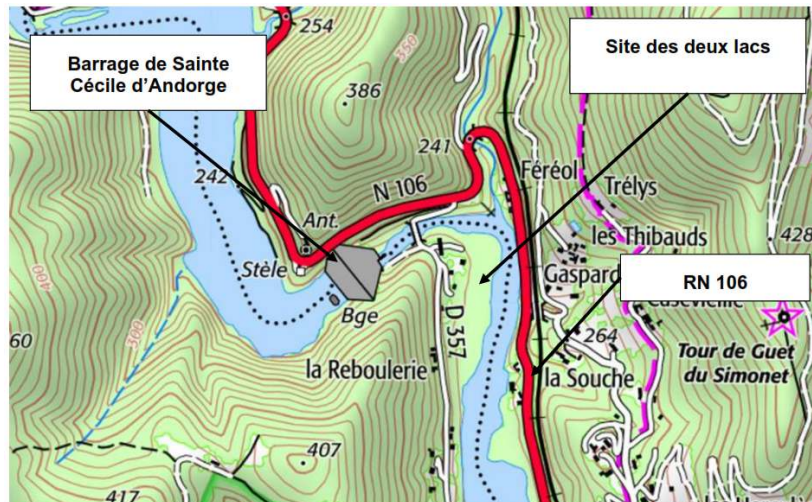 254
350
Barrage de Sainte
Cécile d’Andorge
Site des deux lacs
386
241
242
N 106
Féréol
Trélys
Ant.
les Thibauds
428
Stèle
Gaspard
RN 106
400
Bge
D 357
300
264
60
Tour de Guet
du Simonet
la Reboulerie
la Souche
407
417